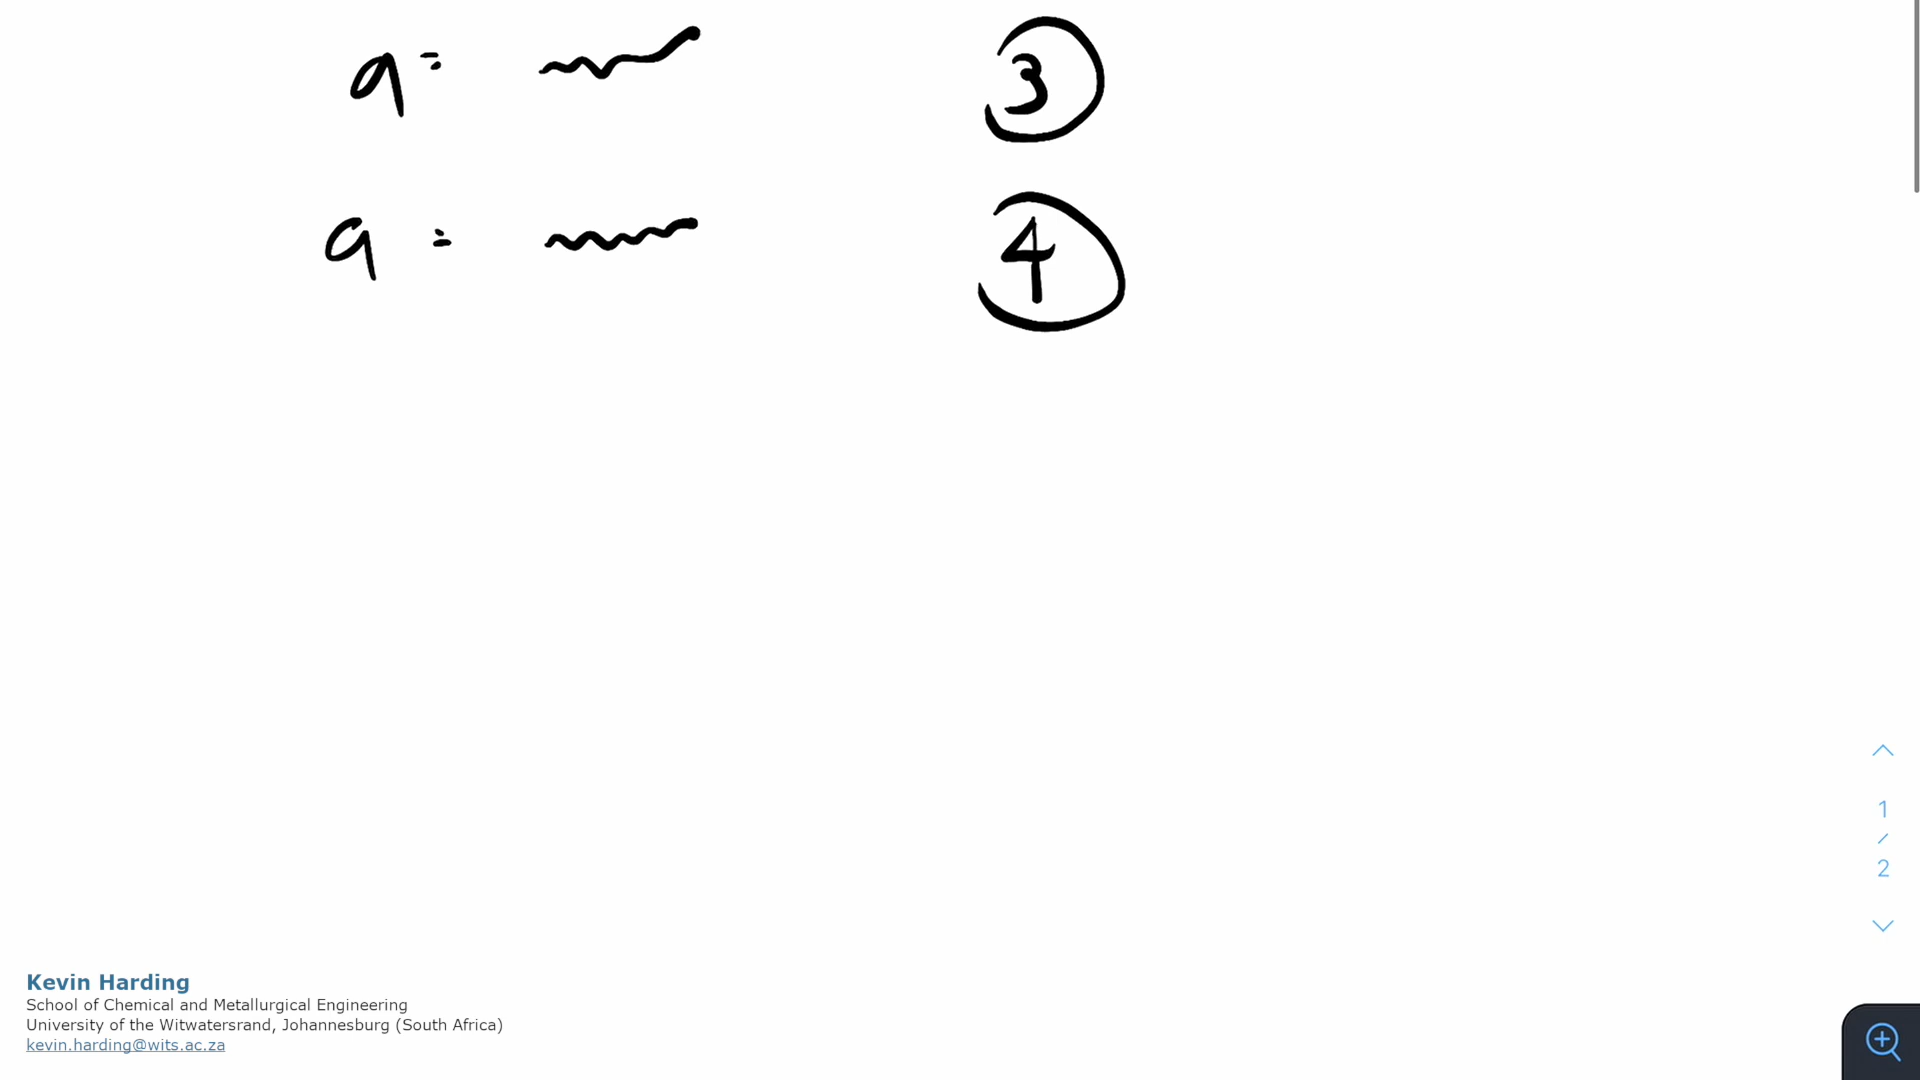 a =
3
a =
4
1
/
2
Kevin Harding
School of Chemical and Metallurgical Engineering
University of the Witwatersrand, Johannesburg (South Africa)
kevin.harding@wits.ac.za